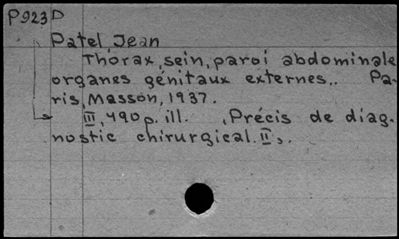 P923D
Patel, Jean
Thorax, sein, paroi abdominale
organes génitaux externes.. Pa-
ris, Masson, 1937.
III, 490 p. ill. , Précis de diag-
nostic chirurgical. II,.